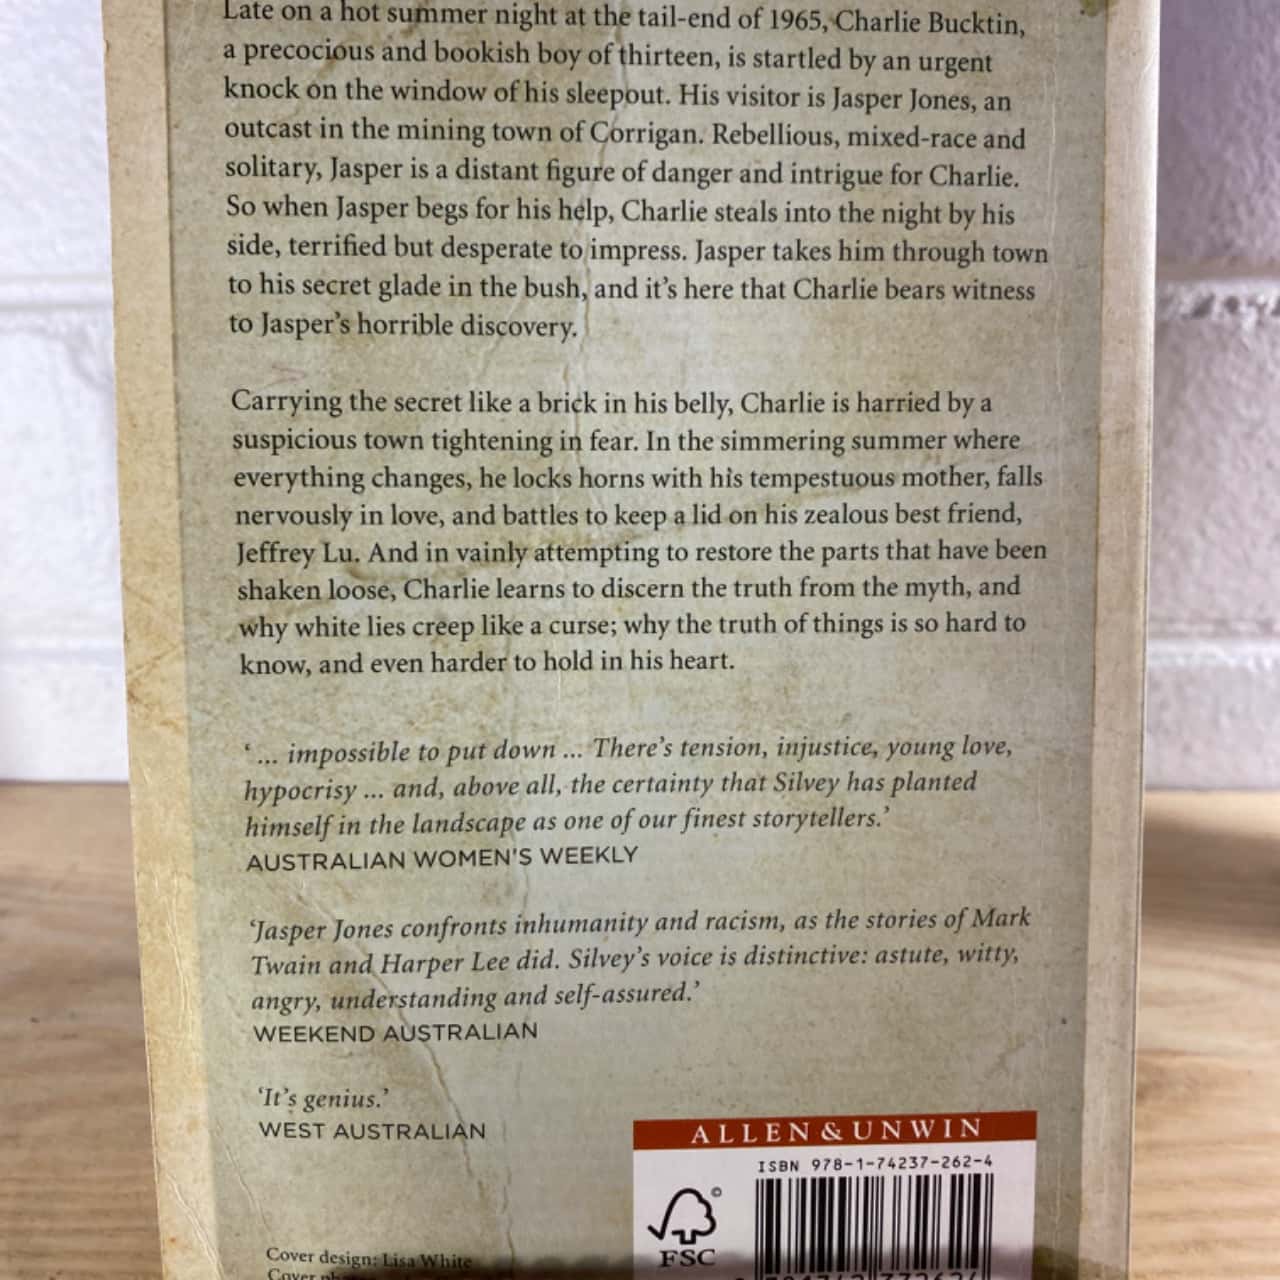 Late on a hot summer night at the tail-end of 1965, Charlie Bucktin,
a precocious and bookish boy of thirteen, is startled by an urgent
knock on the window of his sleepout. His visitor is Jasper Jones, an
outcast in the mining town of Corrigan. Rebellious, mixed-race and
solitary, Jasper is a distant figure of danger and intrigue for Charlie.
So when Jasper begs for his help, Charlie steals into the night by his
side, terrified but desperate to impress. Jasper takes him through town
to his secret glade in the bush, and it's here that Charlie bears witness
to Jasper's horrible discovery.
Carrying the secret like a brick in his belly, Charlie is harried by a
suspicious town tightening in fear. In the simmering summer where
everything changes, he locks horns with his tempestuous mother, falls
nervously in love, and battles to keep a lid on his zealous best friend,
Jeffrey Lu. And in vainly attempting to restore the parts that have been
shaken loose, Charlie learns to discern the truth from the myth, and
why white lies creep like a curse; why the truth of things is so hard to
know, and even harder to hold in his heart.
‘ ... impossible to put down ... There's tension, injustice, young love,
hypocrisy ... and, above all, the certainty that Silvey has planted
himself in the landscape as one of our finest storytellers.’
AUSTRALIAN WOMEN'S WEEKLY
‘Jasper Jones confronts inhumanity and racism, as the stories of Mark
Twain and Harper Lee did. Silvey's voice is distinctive: astute, witty,
angry, understanding and self-assured.’
WEEKEND AUSTRALIAN
‘It's genius.’
WEST AUSTRALIAN
ALLEN & UNWIN
ISBN 978-1-74237-262-4
©
FSC
Cover design: Lisa White
Cover